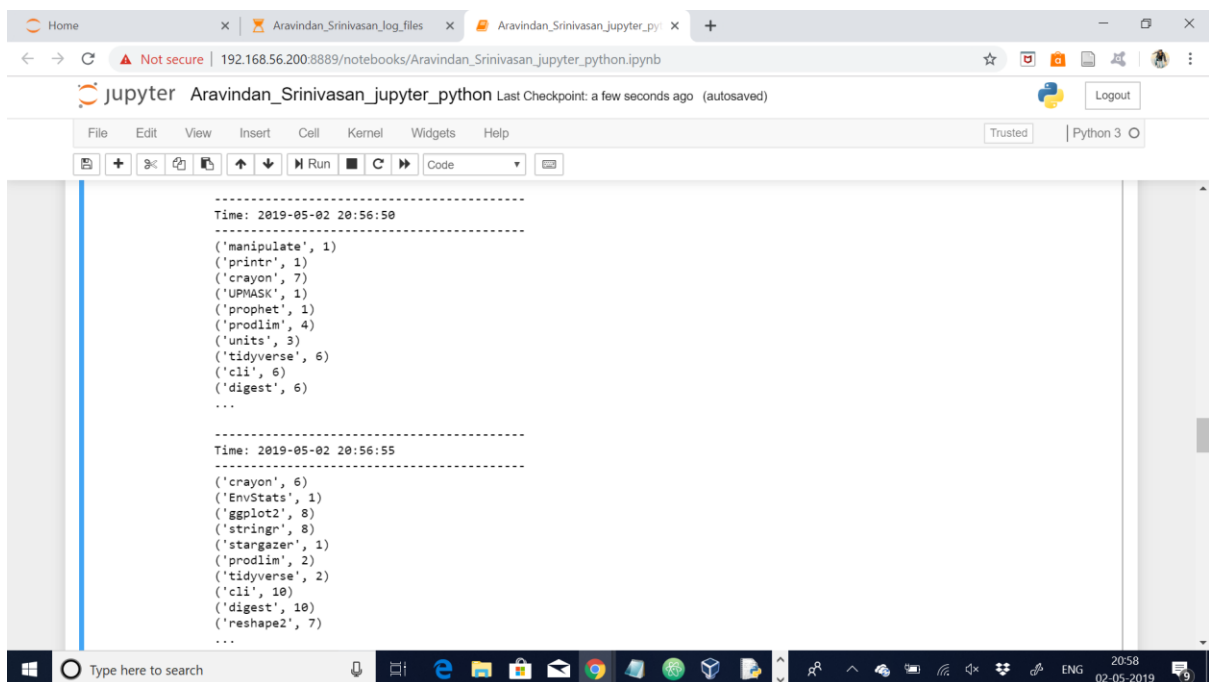 Home
Aravindan_Srinivasan_log_files
Aravindan_Srinivasan_jupyter_pyt
Not secure | 192.168.56.200:8889/notebooks/Aravindan_Srinivasan_jupyter_python.ipynb
jupyter Aravindan_Srinivasan_jupyter_python Last Checkpoint: a few seconds ago (autosaved)
Logout
File Edit View Insert Cell Kernel Widgets Help
Trusted
Python 3
Run
Code
-------------------------------------------
Time: 2019-05-02 20:56:50
-------------------------------------------
('manipulate', 1)
('printr', 1)
('crayon', 7)
('UPMASK', 1)
('prophet', 1)
('prodlim', 4)
('units', 3)
('tidyverse', 6)
('cli', 6)
('digest', 6)
...
-------------------------------------------
Time: 2019-05-02 20:56:55
-------------------------------------------
('crayon', 6)
('EnvStats', 1)
('ggplot2', 8)
('stringr', 8)
('stargazer', 1)
('prodlim', 2)
('tidyverse', 2)
('cli', 10)
('digest', 10)
('reshape2', 7)
...
Type here to search
ENG
20:58
02-05-2019
9